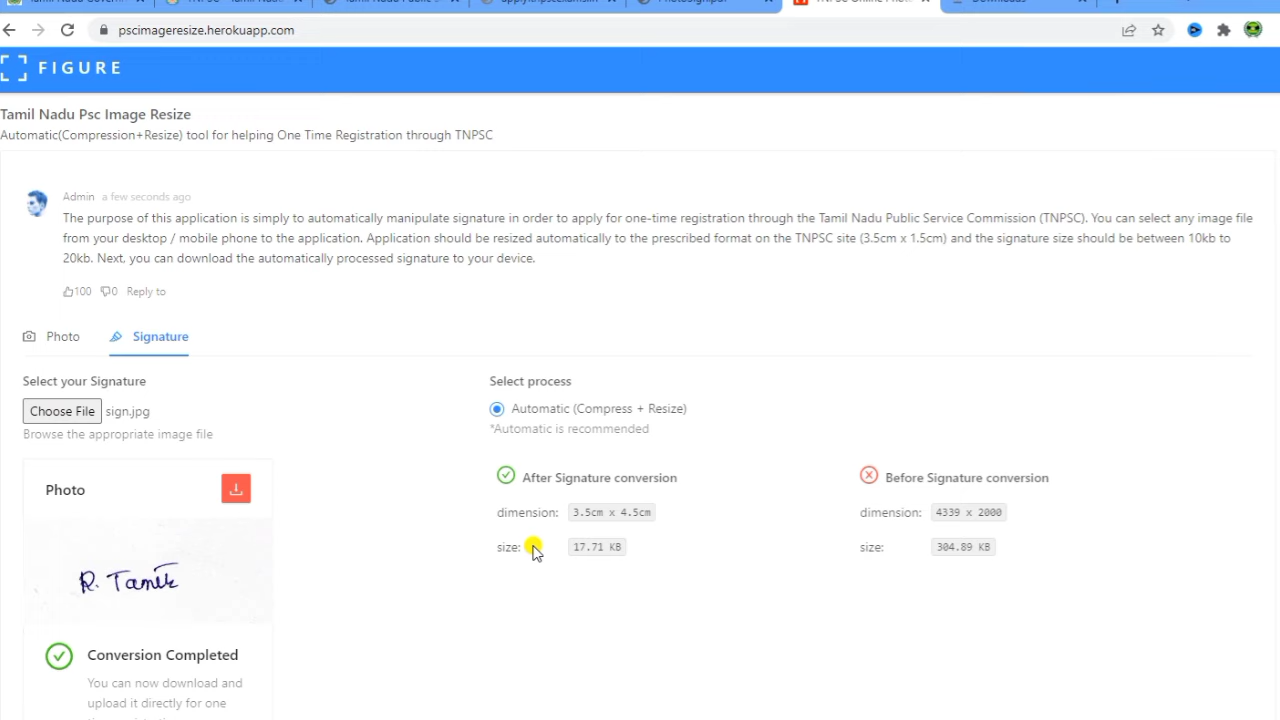 pscimageresize.herokuapp.com
FIGURE
Tamil Nadu Psc Image Resize
Automatic(Compression+Resize) tool for helping One Time Registration through TNPSC
Admin a few seconds ago
The purpose of this application is simply to automatically manipulate signature in order to apply for one-time registration through the Tamil Nadu Public Service Commission (TNPSC). You can select any image file
from your desktop / mobile phone to the application. Application should be resized automatically to the prescribed format on the TNPSC site (3.5cm x 1.5cm) and the signature size should be between 10kb to
20kb. Next, you can download the automatically processed signature to your device.
100 0 Reply to
Photo Signature
Select your Signature Select process
Choose File sign.jpg Automatic (Compress + Resize)
Browse the appropriate image file *Automatic is recommended
Photo After Signature conversion Before Signature conversion
dimension: 3.5cm x 4.5cm dimension: 4339 x 2000
size: 17.71 KB size: 304.89 KB
R.
Conversion Completed
You can now download and
upload it directly for one